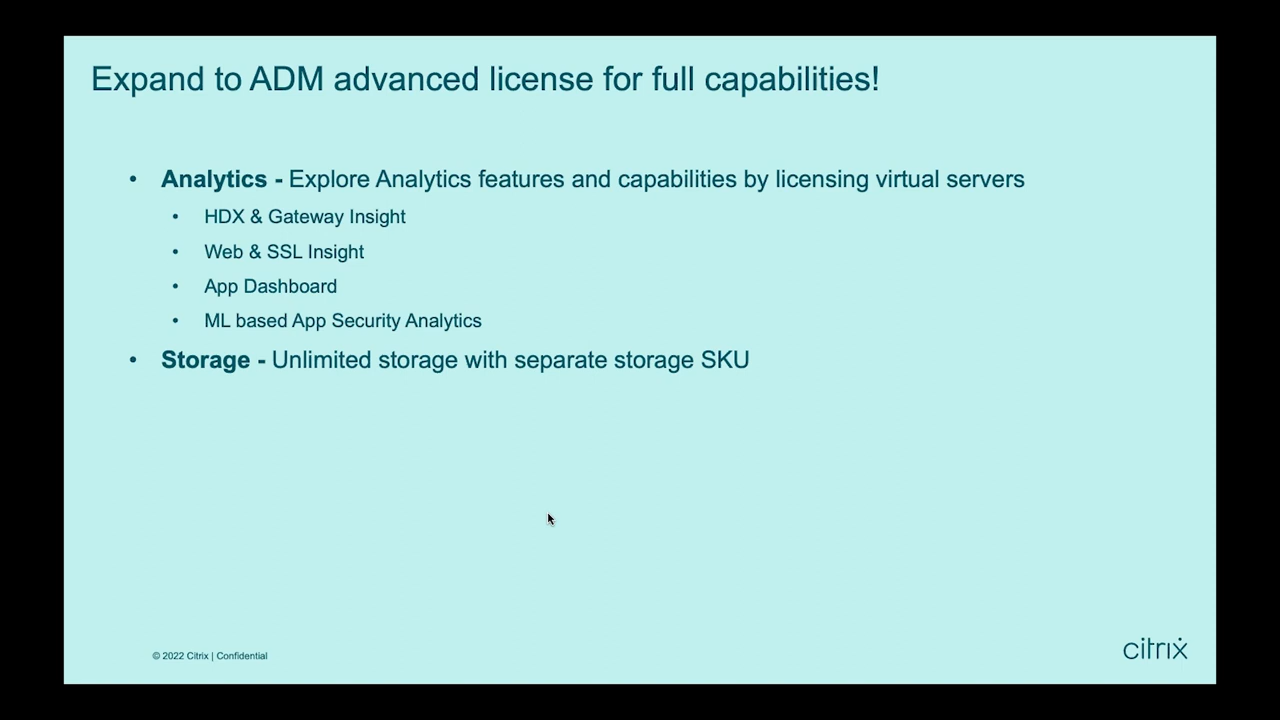 Expand to ADM advanced license for full capabilities!
• Analytics - Explore Analytics features and capabilities by licensing virtual servers
• HDX & Gateway Insight
• Web & SSL Insight
• App Dashboard
• ML based App Security Analytics
• Storage - Unlimited storage with separate storage SKU
© 2022 Citrix | Confidential
citrix